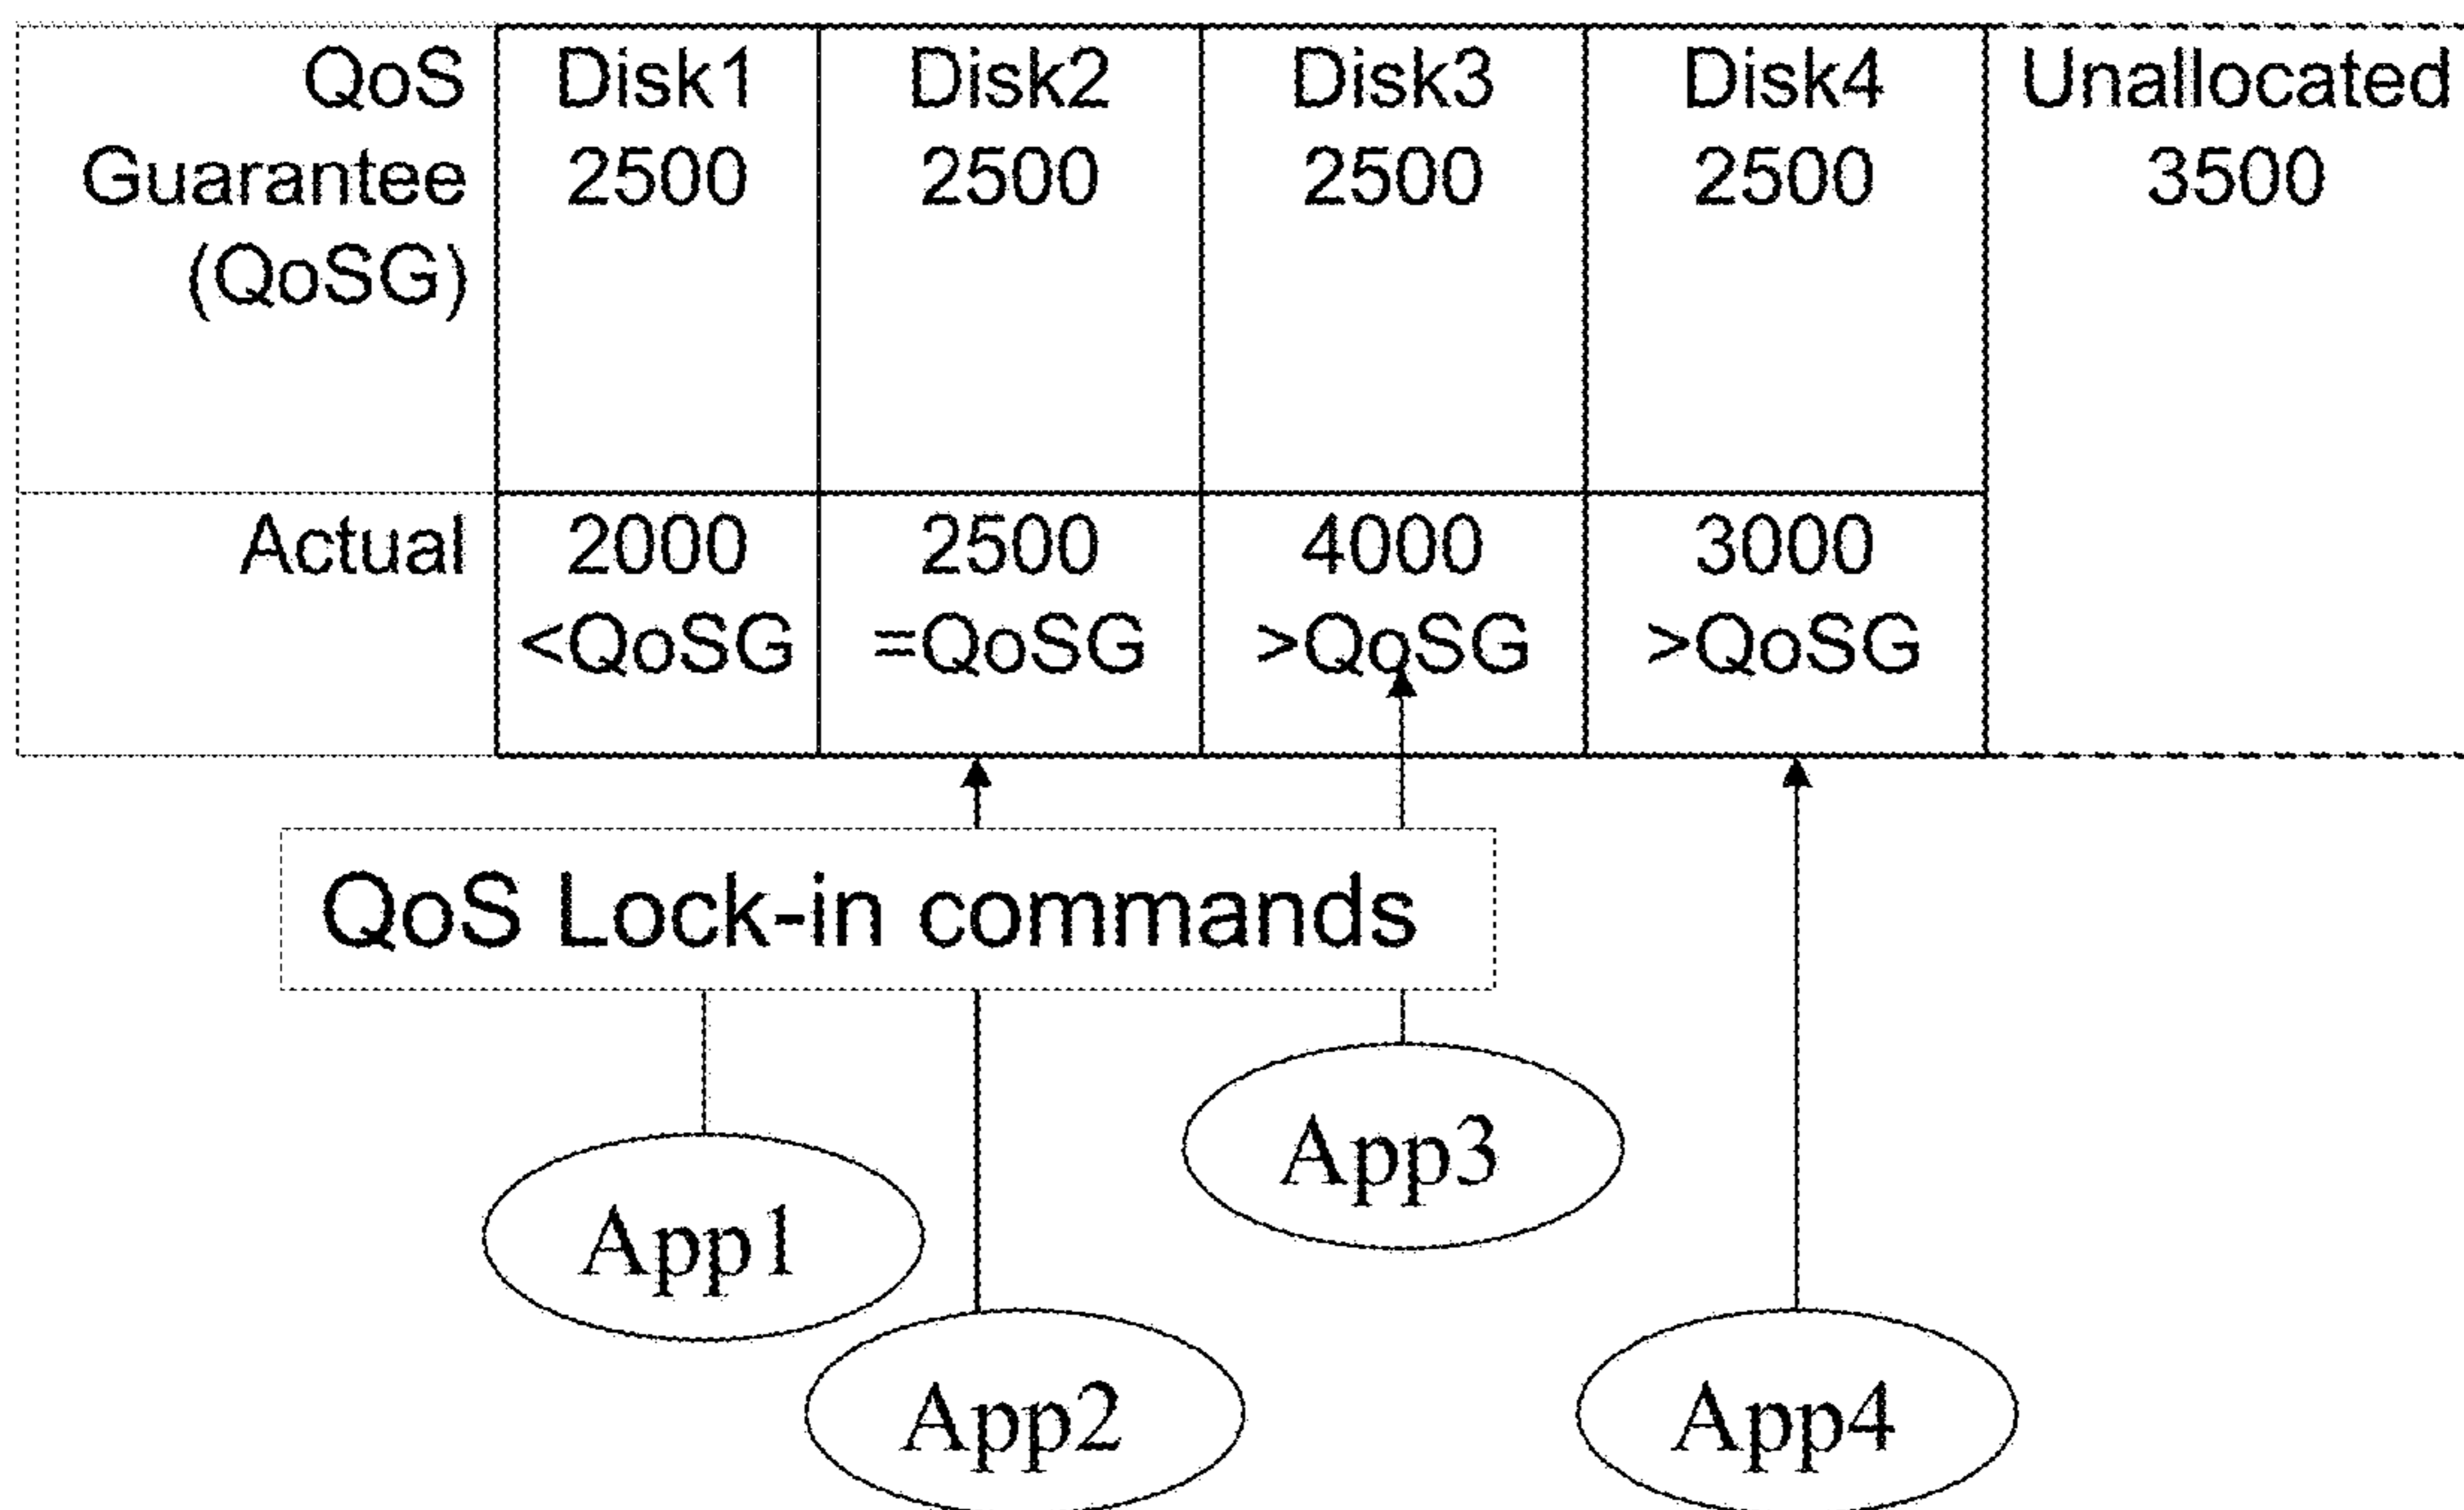 QoS Guarantee (QoSG)
Disk1
2500
Disk2
2500
Disk3
2500
Disk4
2500
Unallocated
3500
Actual
2000
<QoSG
2500
=QoSG
4000
>QoSG
3000
>QoSG
QoS Lock-in commands
App3
App1
App2
App4